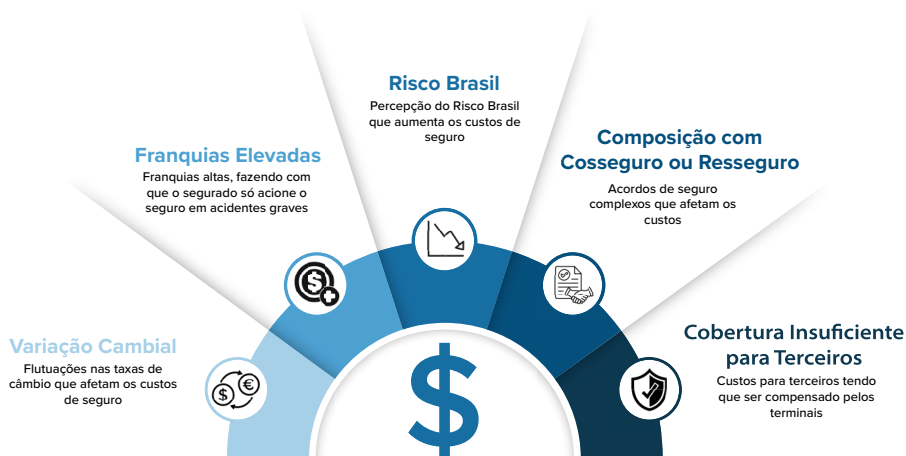 Risco Brasil
Percepção do Risco Brasil
que aumenta os custos de
seguro
Franquias Elevadas
Franquias altas, fazendo com
que o segurado só acione o
seguro em acidentes graves
Composição com
Cosseguro ou Resseguro
Acordos de seguro
complexos que afetam os
custos
Variação Cambial
Flutuações nas taxas de
câmbio que afetam os custos
de seguro
Cobertura Insuficiente
para Terceiros
Custos para terceiros tendo
que ser compensado pelos
terminais
$